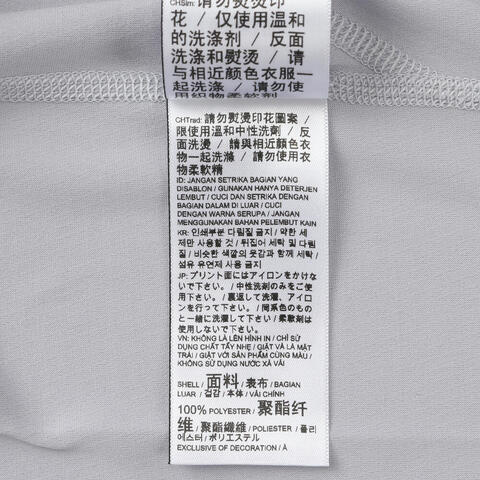 CHSim: 请勿熨烫印
花 / 仅使用温和
的洗涤剂 / 反面
洗涤和熨烫 / 请
与相近颜色衣服一
起洗涤 / 请勿使
用织物柔软剂
CHTrad: 請勿熨燙印花圖案 /
限使用溫和中性洗劑 / 反
面洗燙 / 請與相近顏色衣
物一起洗滌 / 請勿使用衣
物柔軟精
ID: JANGAN SETRIKA BAGIAN YANG
DISABLON / GUNAKAN HANYA DETERJEN
LEMBUT / CUCI DAN SETRIKA DENGAN
BAGIAN DALAM DI LUAR / CUCI
DENGAN WARNA SERUPA / JANGAN
MENGGUNAKAN BAHAN PELEMBUT KAIN
KR: 인쇄부분 다림질 금지 / 약한 세
제만 사용할 것 / 뒤집어 세탁 및 다림
질 / 비슷한 색깔의 옷감과 함께 세탁
/ 섬유 유연제 사용 금지
JP: プリント面にはアイロンをかけな
いで下さい。/ 中性洗剤のみをご使
用下さい。/ 裏返して洗濯、アイロ
ンを行って下さい。/ 同系色のもの
と一緒に洗濯して下さい / 柔軟剤は
使用しないで下さい。
VN: KHÔNG LÀ LÊN HÌNH IN / CHỈ SỬ
DỤNG CHẤT TẨY NHẸ / GIẶT VÀ LÀ MẶT
TRÁI / GIẶT VỚI SẢN PHẨM CÙNG MÀU /
KHÔNG SỬ DỤNG NƯỚC XẢ VẢI
SHELL / 面料 / 表布 / BAGIAN
LUAR / 겉감 / 本体 / VẢI CHÍNH
100% POLYESTER / 聚酯纤
维 / 聚酯纖維 / POLIESTER / 폴리
에스터 / ポリエステル
EXCLUSIVE OF DECORATION / À